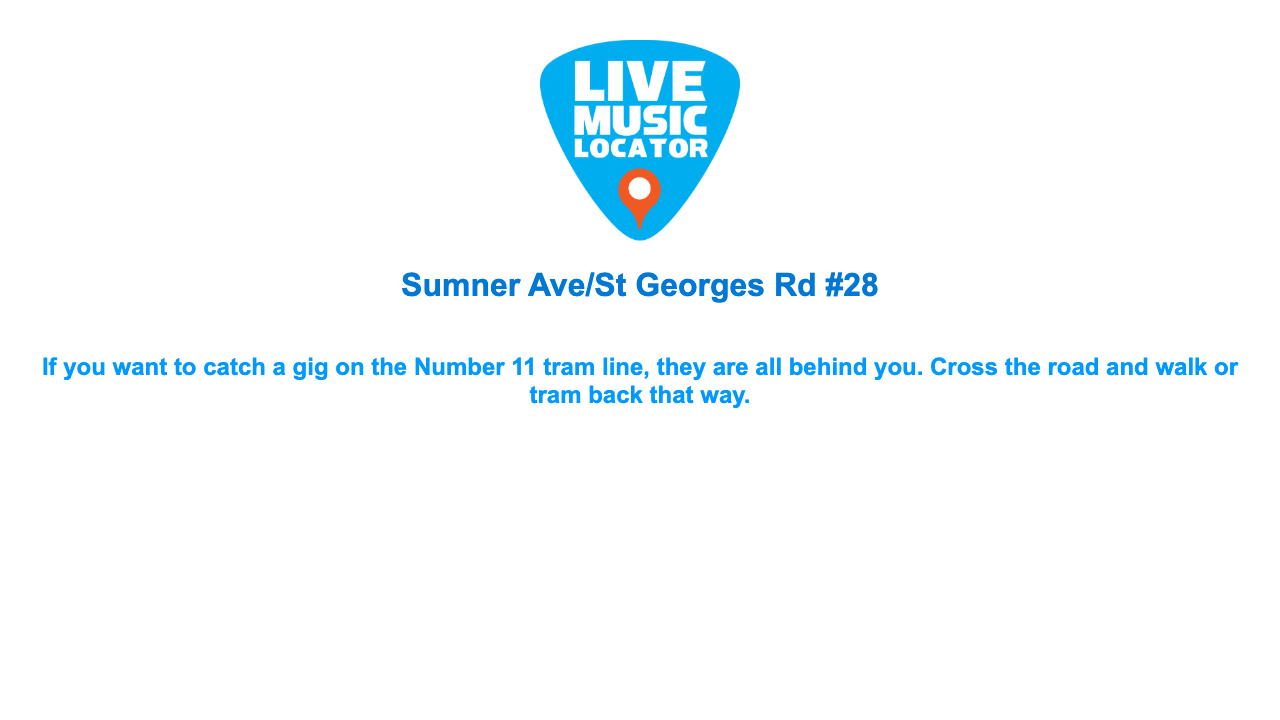 LIVE
MUSIC
LOCATOR
Sumner Ave/St Georges Rd #28
If you want to catch a gig on the Number 11 tram line, they are all behind you. Cross the road and walk or
tram back that way.